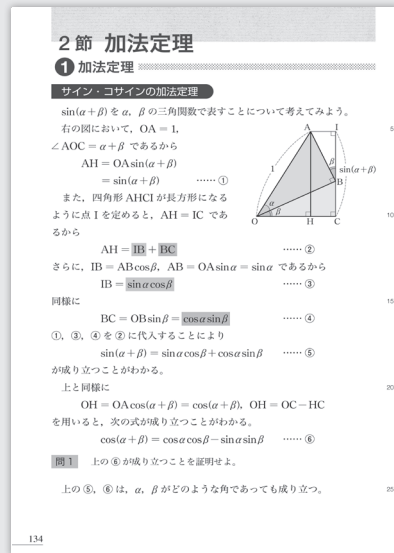 2節 加法定理
1 加法定理
サイン・コサインの加法定理
sin(α+β) を α, β の三角関数で表すことについて考えてみよう。
右の図において，OA = 1,
∠AOC = α+β であるから
AH = OAsin(α+β)
= sin(α+β) …… ①
また，四角形 AHCI が長方形になる
ように点 I を定めると，AH = IC であ
るから
AH = IB + BC …… ②
さらに，IB = ABcosβ, AB = OAsinα = sinα であるから
IB = sinαcosβ …… ③
同様に
BC = OBsinβ = cosαsinβ …… ④
①，③，④ を ② に代入することにより
sin(α+β) = sinαcosβ+cosαsinβ …… ⑤
が成り立つことがわかる。
上と同様に
OH = OAcos(α+β) = cos(α+β), OH = OC−HC
を用いると，次の式が成り立つことがわかる。
cos(α+β) = cosαcosβ−sinαsinβ …… ⑥
問1 上の ⑥ が成り立つことを証明せよ。
上の ⑤，⑥ は，α, β がどのような角であっても成り立つ。
A I
1
β
sin(α+β)
B
α
β
O H C
5
10
15
20
25
134